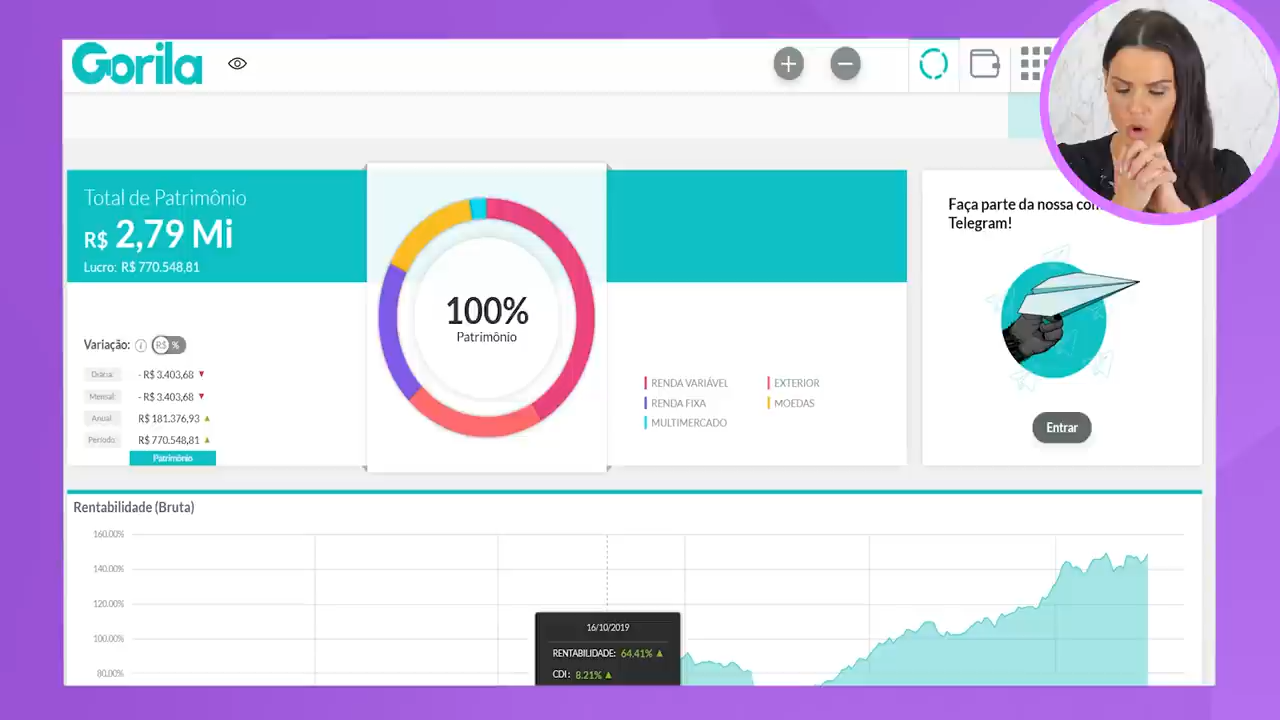 Gorila
Total de Patrimônio
R$ 2,79 Mi
Lucro: R$ 770.548,81
Variação: i R$ %
Diária: - R$ 3.403,68
Mensal: - R$ 3.403,68
Anual R$ 181.376,93
Período R$ 770.548,81
Patrimônio
100%
Patrimônio
RENDA VARIÁVEL
EXTERIOR
RENDA FIXA
MOEDAS
MULTIMERCADO
Faça parte da nossa
Telegram!
Entrar
Rentabilidade (Bruta)
160.00%
140.00%
120.00%
100.00%
80.00%
16/10/2019
RENTABILIDADE: 64.41%
CDI: 8.21%